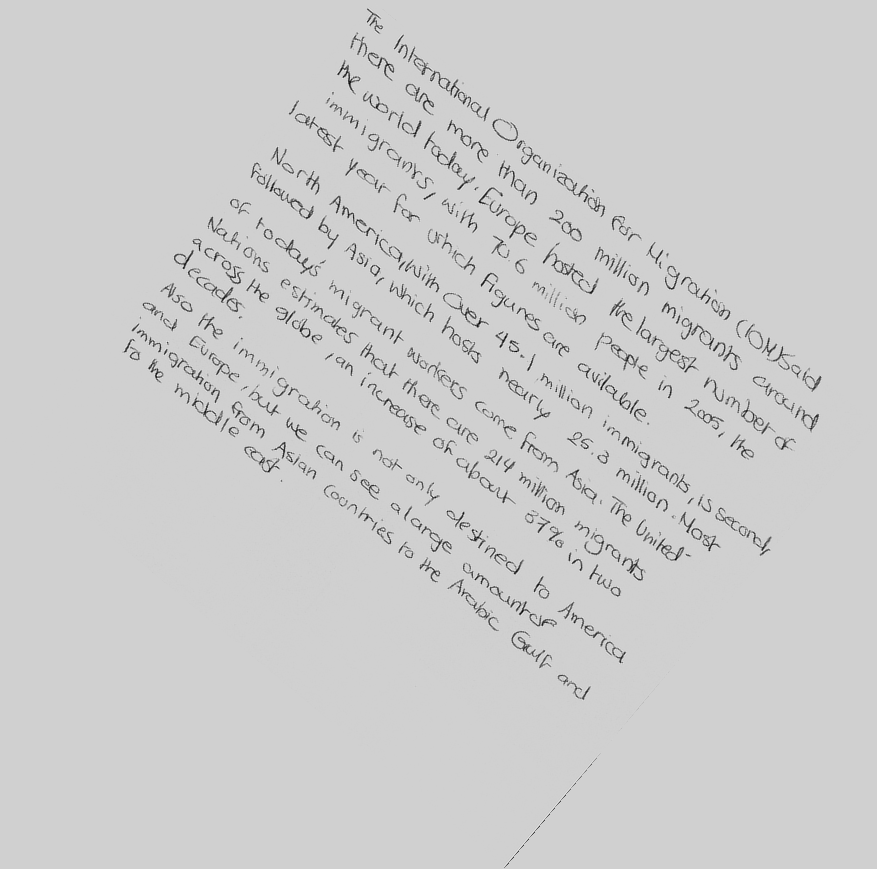 The International Organization for Migration (IOM) said
there are more than 200 million migrants around
the world today. Europe hosted the largest number of
immigrants, with 70.6 million people in 2005, the
latest year for which figures are avilable.
North America, with over 45.1 million immigrants, is second,
followed by Asia, which hosts nearly 25.3 million. Most
of today's migrant workers come from Asia. The United-
Nations estimates that there are 214 million migrants
across the globe, an increase of about 37% in two
decades.
Also the immigration is not only destined to America
and Europe, but we can see a large amount of
immigration from Asian countries to the Arabic Gulf and
to the middle east.